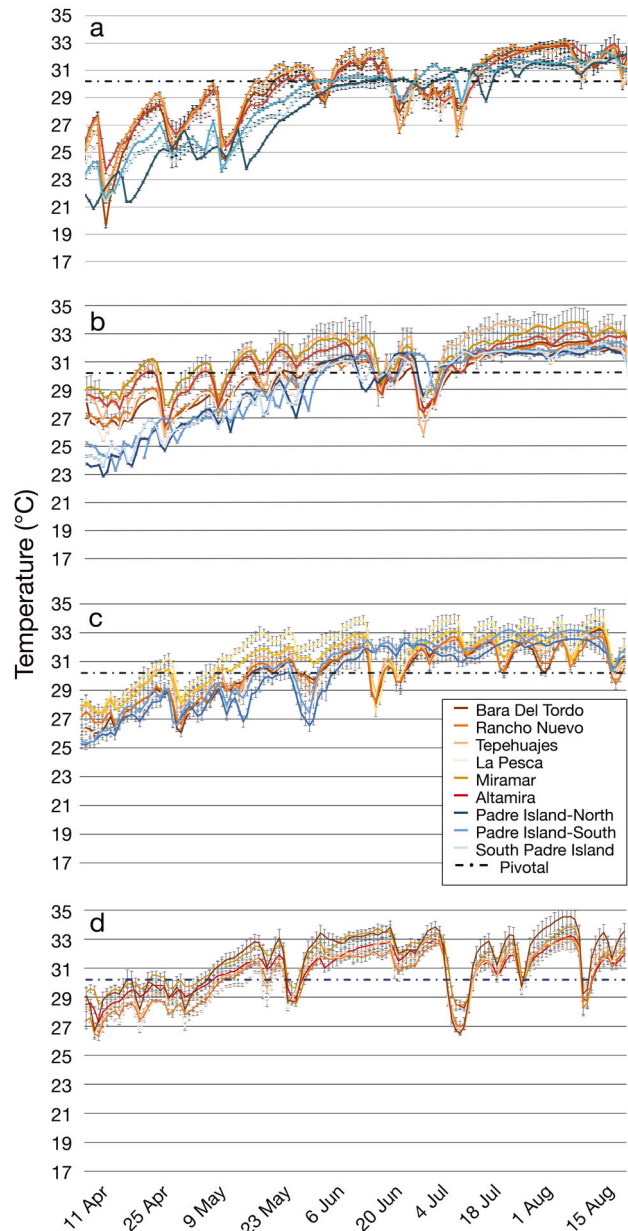 a
35
33
31
29
27
25
23
21
19
17
b
35
33
31
29
27
25
23
21
19
17
Temperature (°C)
c
35
33
31
29
27
25
23
21
19
17
Bara Del Tordo
Rancho Nuevo
Tepehuajes
La Pesca
Miramar
Altamira
Padre Island-North
Padre Island-South
South Padre Island
Pivotal
d
35
33
31
29
27
25
23
21
19
17
11 Apr
25 Apr
9 May
23 May
6 Jun
20 Jun
4 Jul
18 Jul
1 Aug
15 Aug